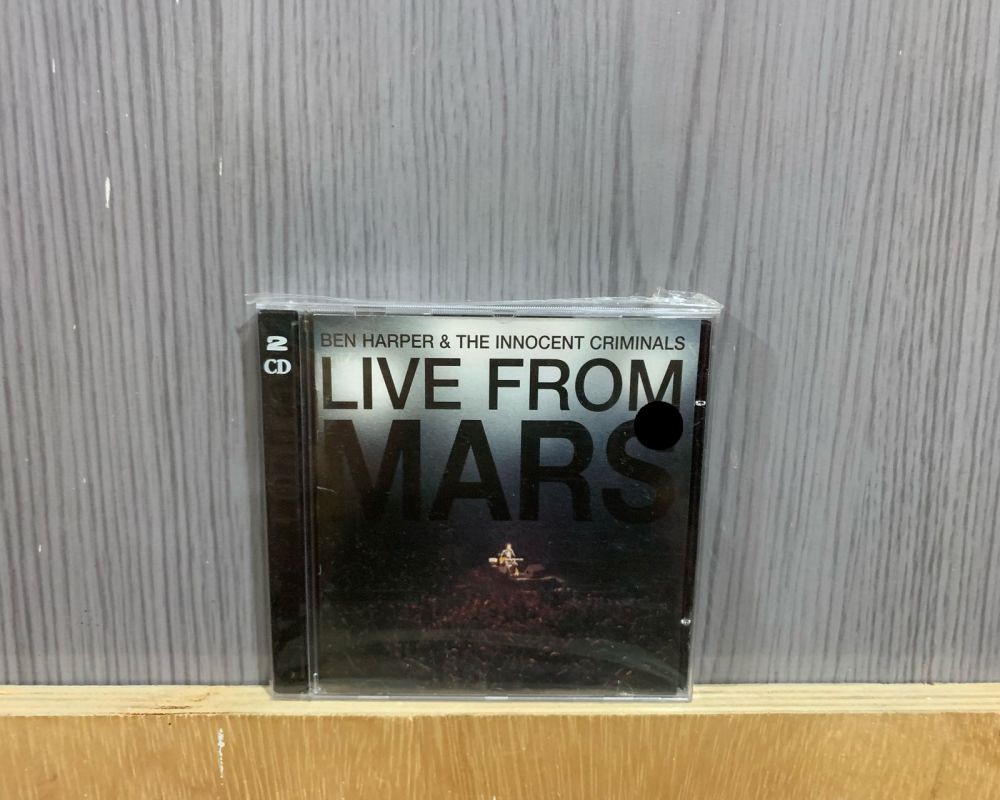 2
CD
BEN HARPER & THE INNOCENT CRIMINALS
LIVE FROM
MARS